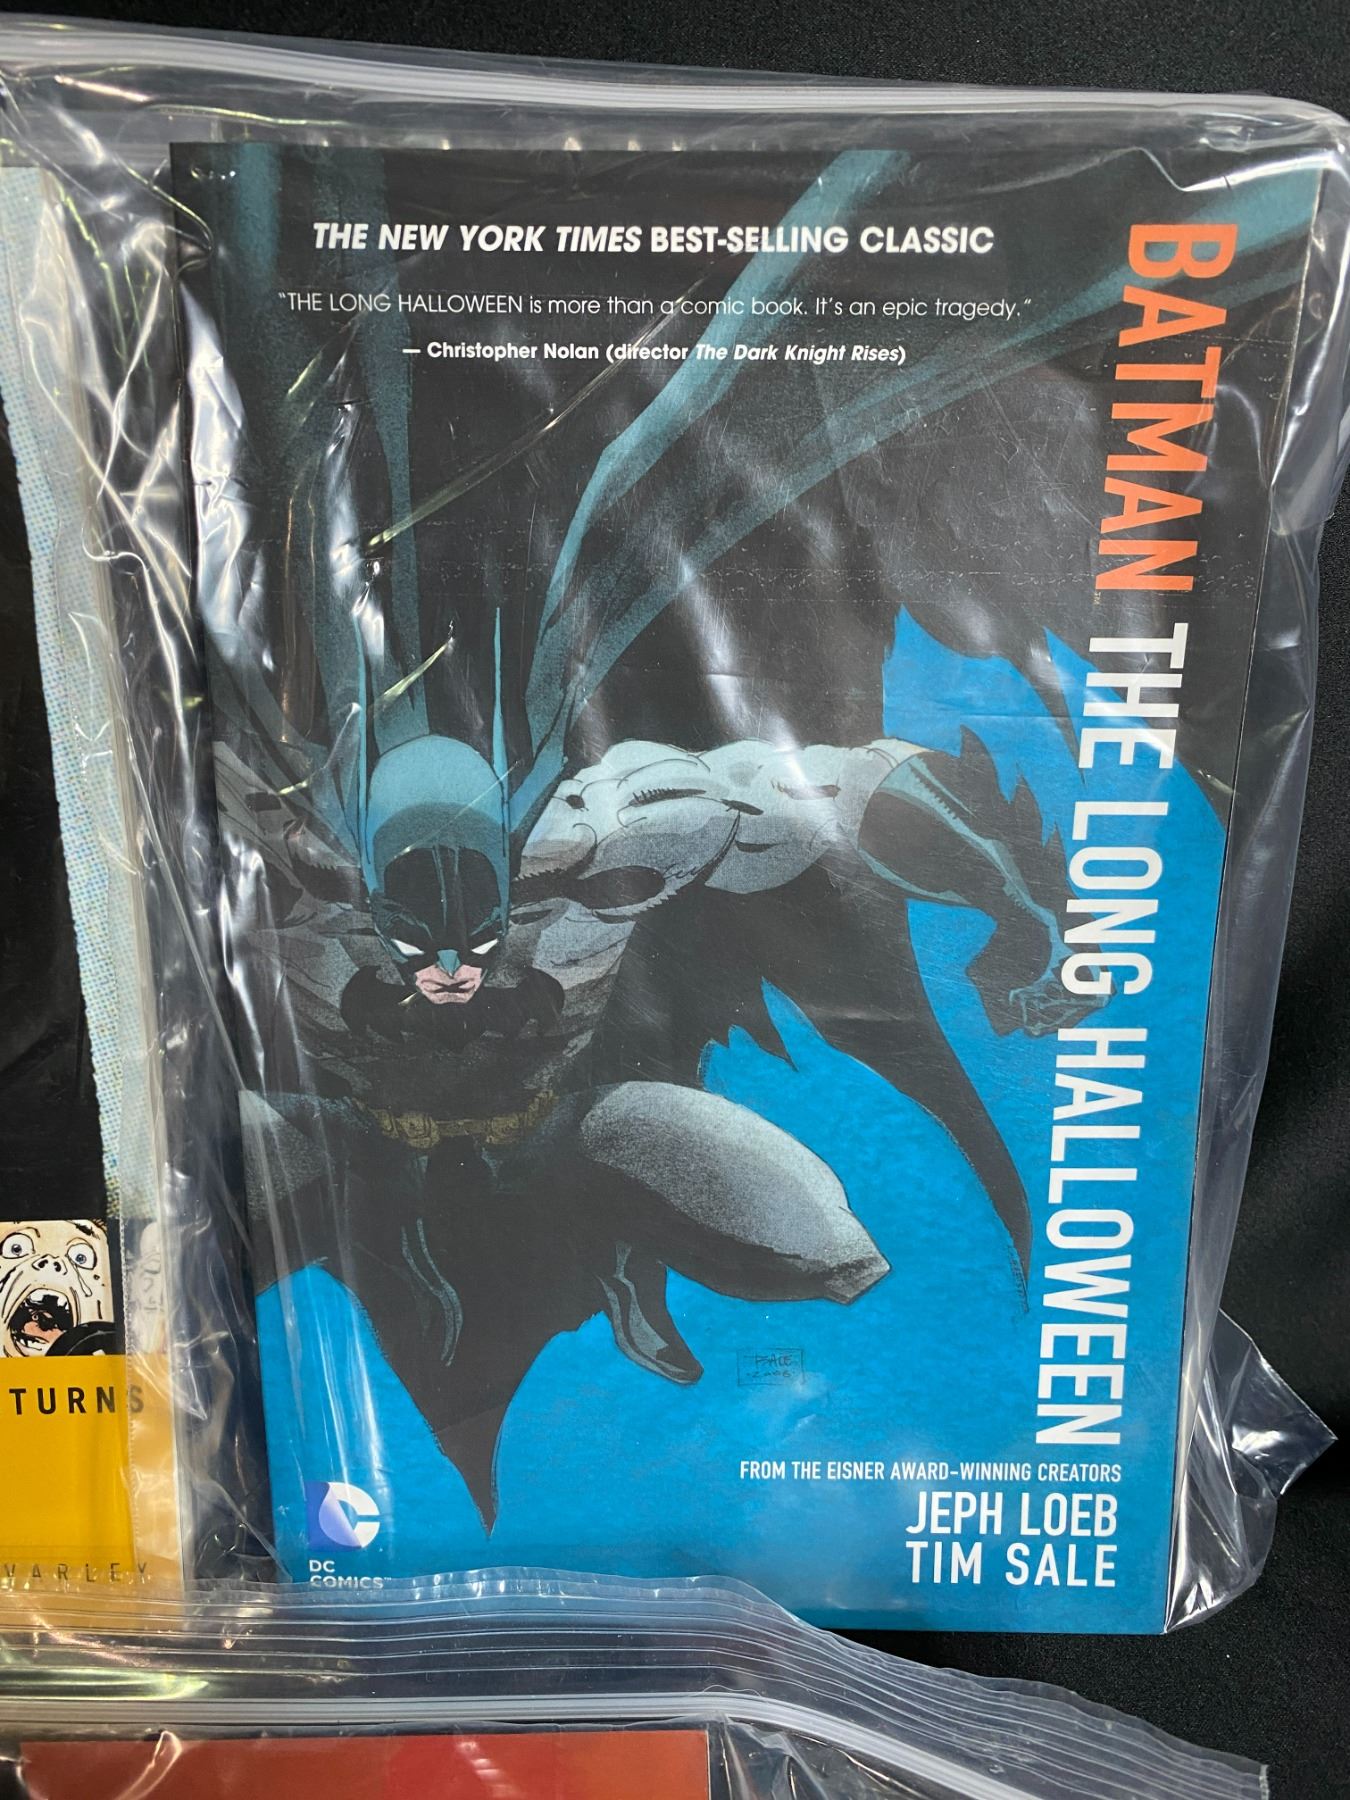 THE NEW YORK TIMES BEST-SELLING CLASSIC
“THE LONG HALLOWEEN is more than a comic book. It’s an epic tragedy.”
— Christopher Nolan (director The Dark Knight Rises)
BATMAN THE LONG HALLOWEEN
TURNS
VARLEY
FROM THE EISNER AWARD-WINNING CREATORS
JEPH LOEB
TIM SALE
DC
COMICS™